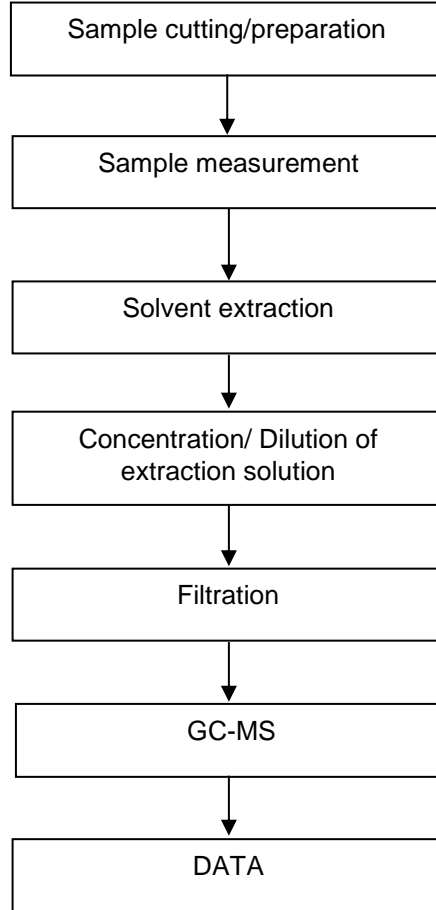 Sample cutting/preparation
Sample measurement
Solvent extraction
Concentration/ Dilution of
extraction solution
Filtration
GC-MS
DATA